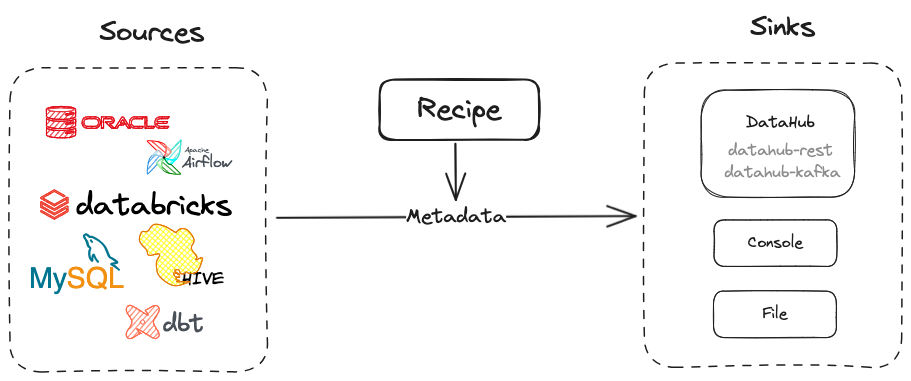 Sources
ORACLE
Apache
Airflow
databricks
MySQL
HIVE
dbt
Recipe
Metadata
Sinks
DataHub
datahub-rest
datahub-kafka
Console
File